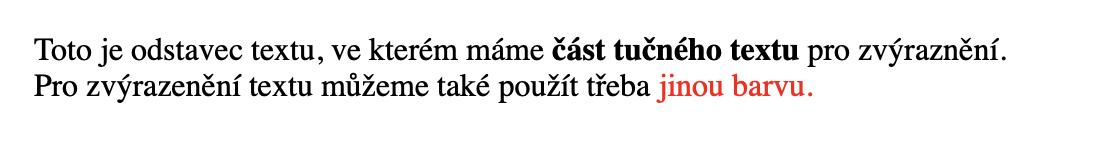 Toto je odstavec textu, ve kterém máme část tučného textu pro zvýraznění.
Pro zvýrazenění textu můžeme také použít třeba jinou barvu.